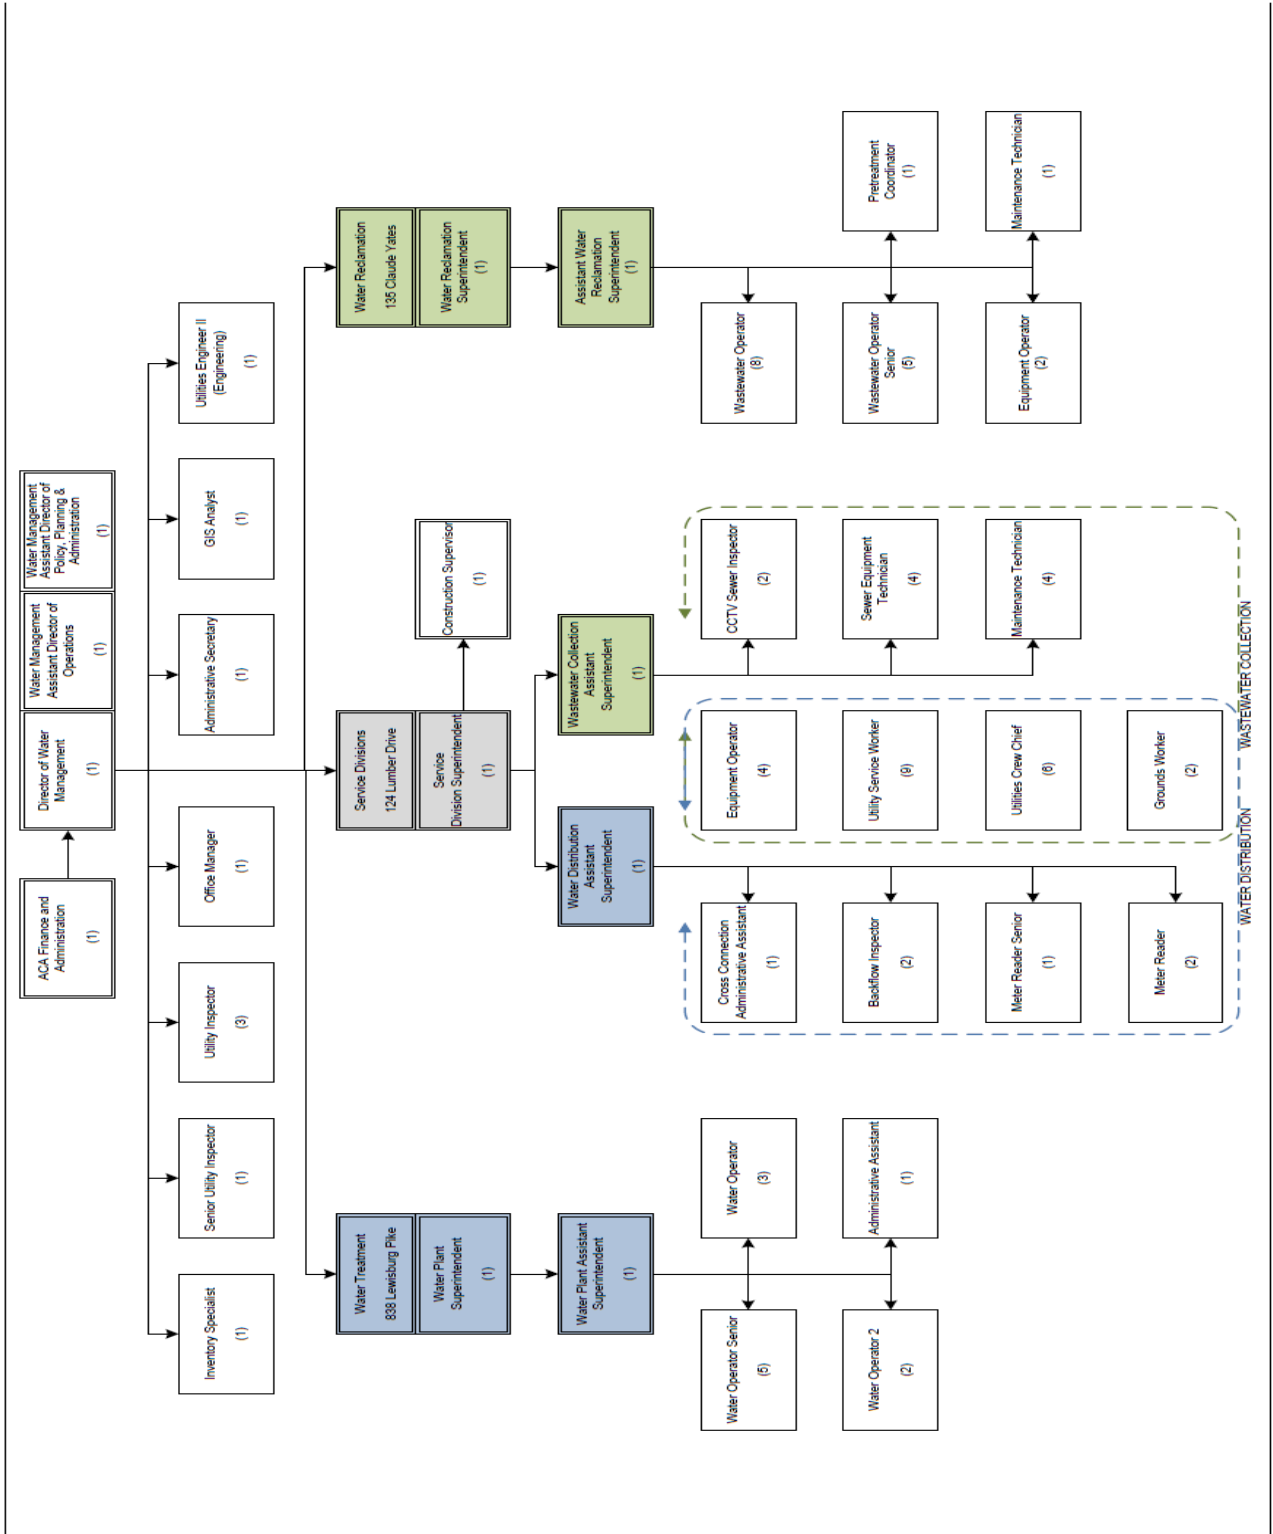 ACA Finance and
Administration
(1)
Director of Water
Management
(1)
Water Management
Assistant Director of
Operations
(1)
Water Management
Assistant Director of
Policy, Planning &
Administration
(1)
Inventory Specialist
(1)
Senior Utility Inspector
(1)
Utility Inspector
(3)
Office Manager
(1)
Administrative Secretary
(1)
GIS Analyst
(1)
Utilities Engineer II
(Engineering)
(1)
Water Treatment
838 Lewisburg Pike
Water Plant
Superintendent
(1)
Service Divisions
124 Lumber Drive
Service
Division Superintendent
(1)
Construction Supervisor
(1)
Water Reclamation
135 Claude Yates
Water Reclamation
Superintendent
(1)
Water Plant Assistant
Superintendent
(1)
Water Distribution
Assistant
Superintendent
(1)
Wastewater Collection
Assistant
Superintendent
(1)
Assistant Water
Reclamation
Superintendent
(1)
Water Operator Senior
(5)
Water Operator
(3)
Water Operator 2
(2)
Administrative Assistant
(1)
Cross Connection
Administrative Assistant
(1)
Backflow Inspector
(2)
Meter Reader Senior
(1)
Meter Reader
(2)
Equipment Operator
(4)
Utility Service Worker
(9)
Utilities Crew Chief
(6)
Grounds Worker
(2)
CCTV Sewer Inspector
(2)
Sewer Equipment
Technician
(4)
Maintenance Technician
(4)
Wastewater Operator
(8)
Wastewater Operator
Senior
(5)
Pretreatment
Coordinator
(1)
Equipment Operator
(2)
Maintenance Technician
(1)
WATER DISTRIBUTION
WASTEWATER COLLECTION